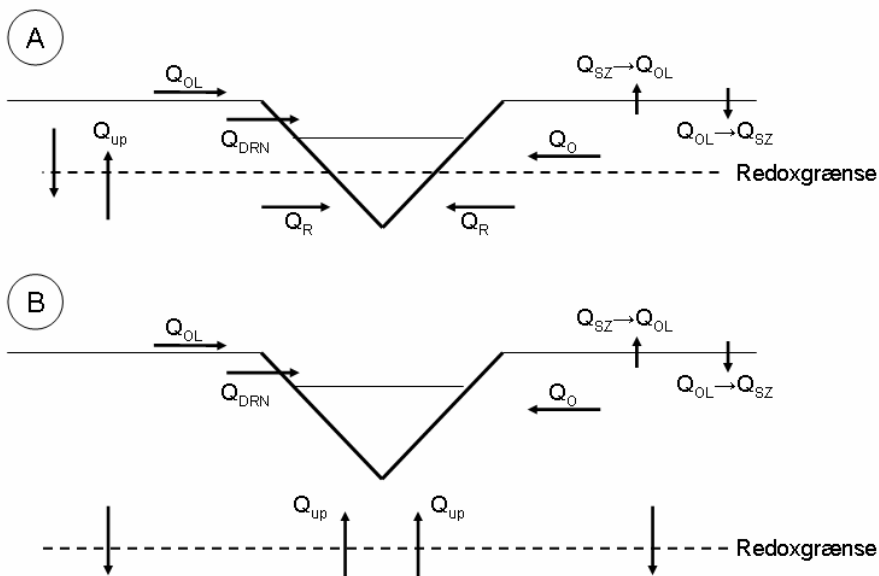 A
Q_OL
Q_SZ→Q_OL
Q_up
Q_DRN
Q_O
Q_OL→Q_SZ
Redoxgrænse
Q_R
Q_R
B
Q_OL
Q_SZ→Q_OL
Q_DRN
Q_O
Q_OL→Q_SZ
Q_up
Q_up
Redoxgrænse